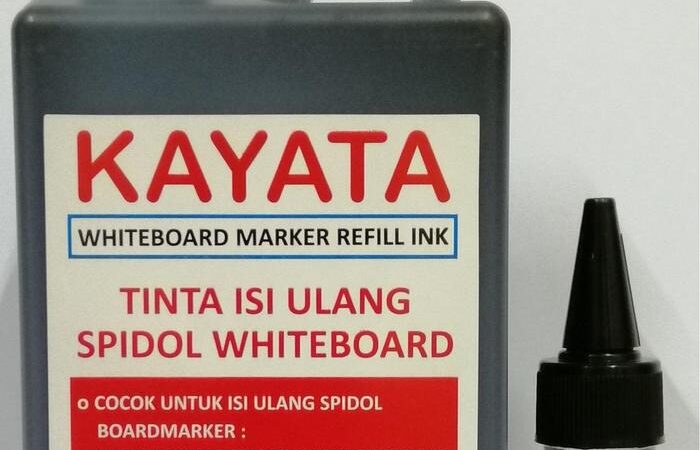 KAYATA
WHITEBOARD MARKER REFILL INK
TINTA ISI ULANG
SPIDOL WHITEBOARD
o COCOK UNTUK ISI ULANG SPIDOL
BOARDMARKER :